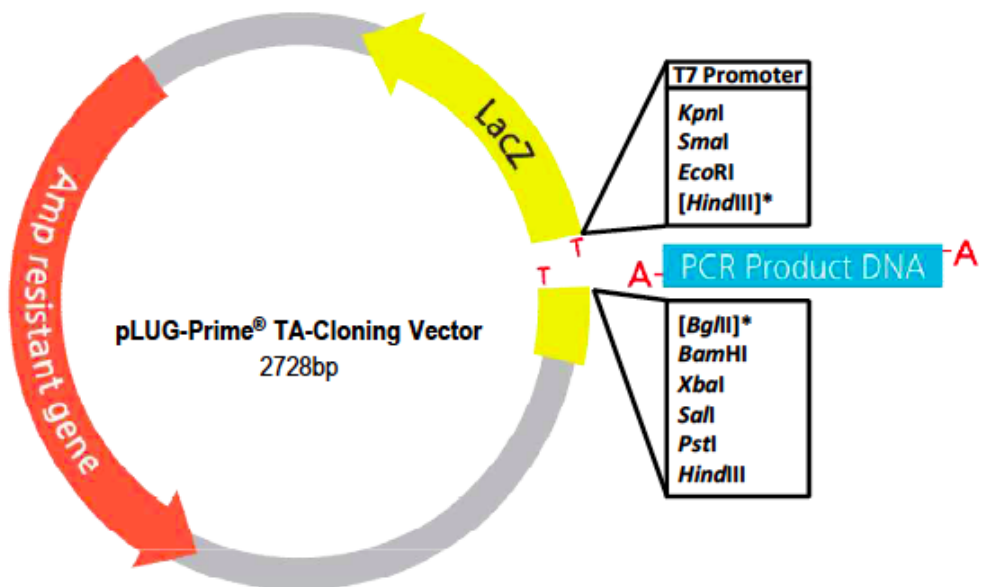 LacZ
T7 Promoter
KpnI
SmaI
EcoRI
[HindIII]*
Amp resistant gene
T
T
A
PCR Product DNA
A
pLUG-Prime® TA-Cloning Vector
2728bp
[BglII]*
BamHI
XbaI
SalI
PstI
HindIII